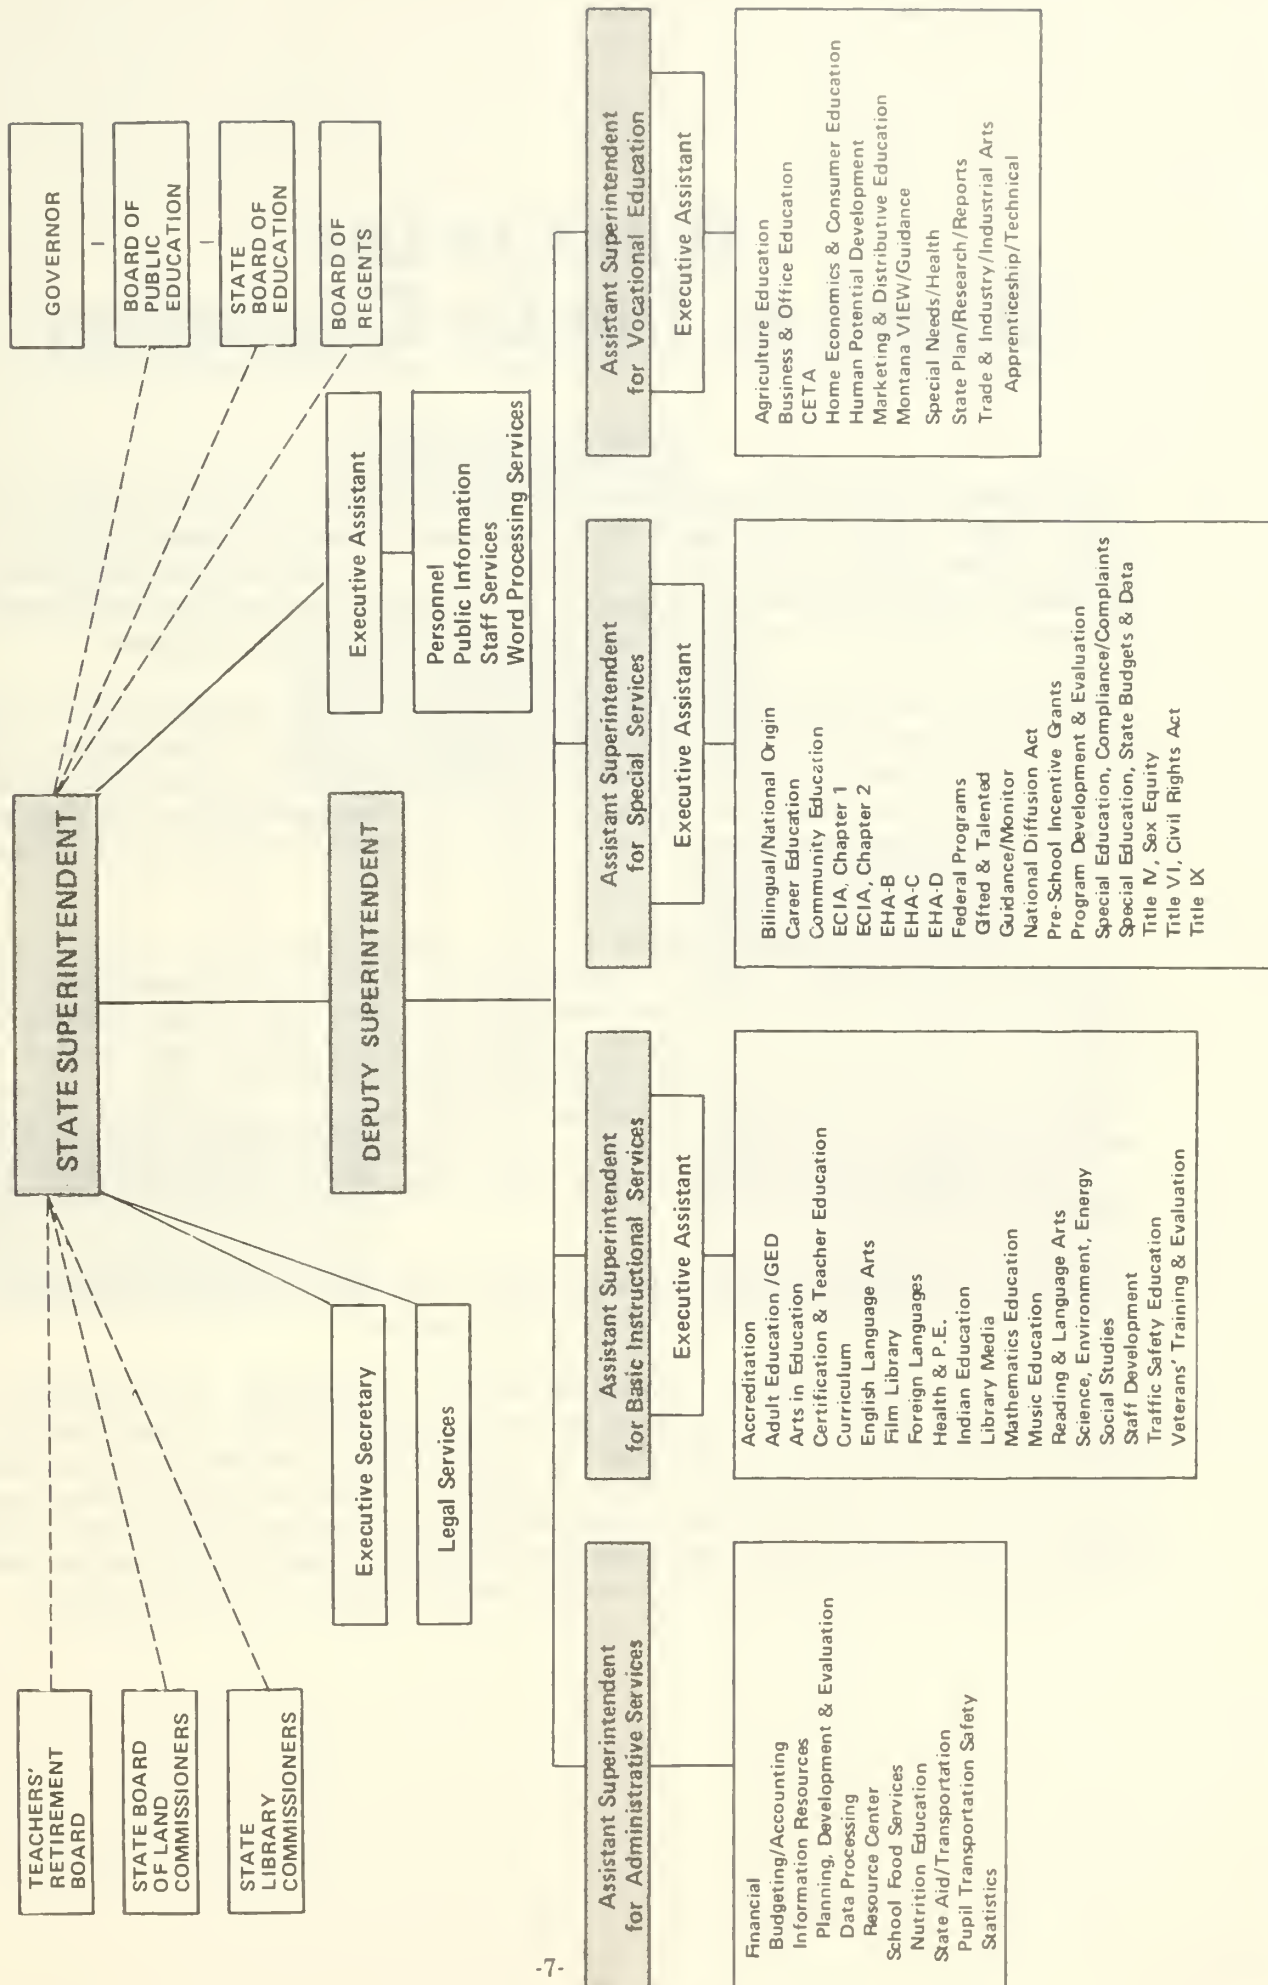 STATE SUPERINTENDENT
TEACHERS'
RETIREMENT
BOARD
STATE BOARD
OF LAND
COMMISSIONERS
STATE
LIBRARY
COMMISSIONERS
GOVERNOR
BOARD OF
PUBLIC
EDUCATION
STATE
BOARD OF
EDUCATION
BOARD OF
REGENTS
Executive Secretary
Legal Services
DEPUTY SUPERINTENDENT
Executive Assistant
Personnel
Public Information
Staff Services
Word Processing Services
Assistant Superintendent
for Administrative Services
Financial
Budgeting/Accounting
Information Resources
Planning, Development & Evaluation
Data Processing
Resource Center
School Food Services
Nutrition Education
State Aid/Transportation
Pupil Transportation Safety
Statistics
Assistant Superintendent
for Basic Instructional Services
Executive Assistant
Accreditation
Adult Education /GED
Arts in Education
Certification & Teacher Education
Curriculum
English Language Arts
Film Library
Foreign Languages
Health & P.E.
Indian Education
Library Media
Mathematics Education
Music Education
Reading & Language Arts
Science, Environment, Energy
Social Studies
Staff Development
Traffic Safety Education
Veterans' Training & Evaluation
Assistant Superintendent
for Special Services
Executive Assistant
Bilingual/National Origin
Career Education
Community Education
ECIA, Chapter 1
ECIA, Chapter 2
EHA-B
EHA-C
EHA-D
Federal Programs
Gifted & Talented
Guidance/Monitor
National Diffusion Act
Pre-School Incentive Grants
Program Development & Evaluation
Special Education, Compliance/Complaints
Special Education, State Budgets & Data
Title IV, Sex Equity
Title VI, Civil Rights Act
Title IX
Assistant Superintendent
for Vocational Education
Executive Assistant
Agriculture Education
Business & Office Education
CETA
Home Economics & Consumer Education
Human Potential Development
Marketing & Distributive Education
Montana VIEW/Guidance
Special Needs/Health
State Plan/Research/Reports
Trade & Industry/Industrial Arts
Apprenticeship/Technical
-7-